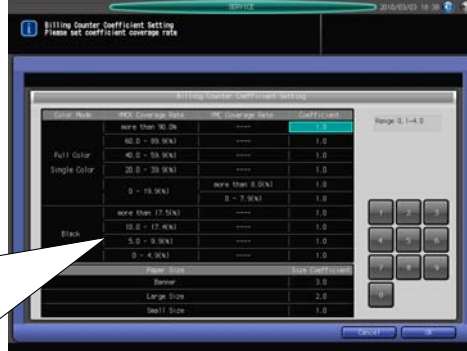 SERVICE 2010/03/03 16:38
Billing Counter Coefficient Setting
Please set coefficient coverage rate
Billing Counter Coefficient Setting
Color Mode YMCK Coverage Rate YMC Coverage Rate Coefficient
more than 90.0% ---- 1.0
60.0 - 89.9(%) ---- 1.0
Full Color 40.0 - 59.9(%) ---- 1.0
Single Color 20.0 - 39.9(%) ---- 1.0
0 - 19.9(%) more than 8.0(%) 1.0
0 - 7.9(%) 1.0
more than 17.5(%) ---- 1.0
Black 10.0 - 17.4(%) ---- 1.0
5.0 - 9.9(%) ---- 1.0
0 - 4.9(%) ---- 1.0
Paper Size Size Coefficient
Banner 3.0
Large Size 2.0
Small Size 1.0
Range 0.1-4.0
1 2 3
4 5 6
7 8 9
0
Cancel OK